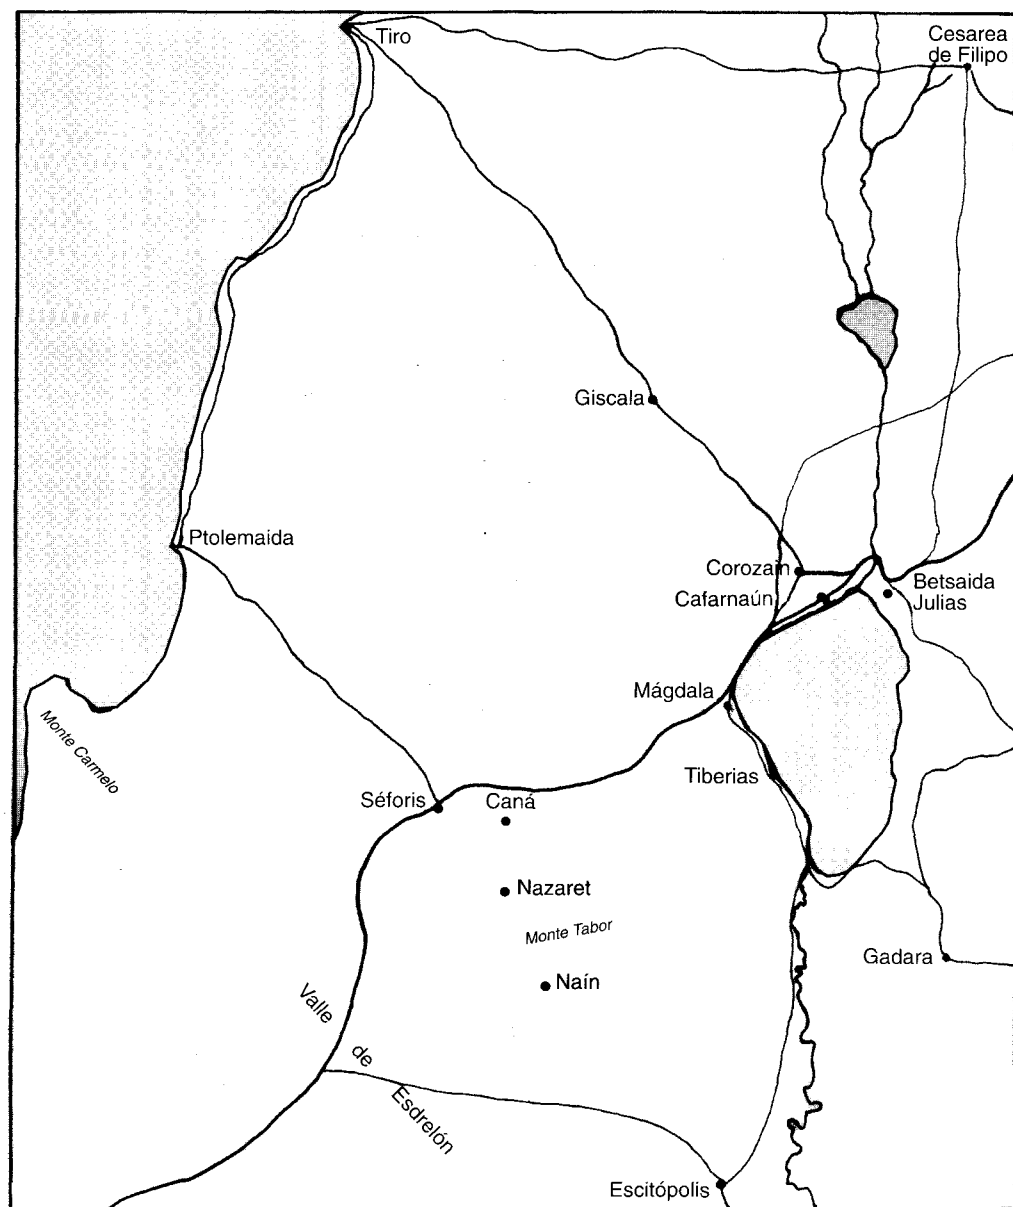 Tiro
Cesarea
de Filipo
Giscala
Ptolemaida
Corozaín
Cafarnaún
Betsaida
Julias
Mágdala
Monte Carmelo
Tiberias
Séforis
Caná
Nazaret
Monte Tabor
Gadara
Naín
Valle
de
Esdrelón
Escitópolis